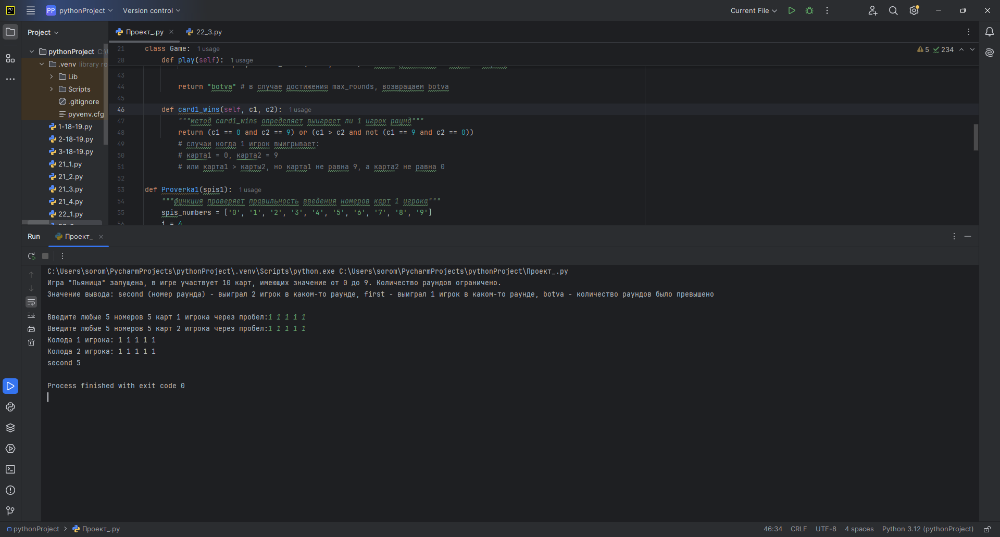 PC
PP pythonProject Version control
Current File
Project
Проект_.py
22_3.py
pythonProject C:\
.venv library ro
Lib
Scripts
.gitignore
pyvenv.cfg
1-18-19.py
2-18-19.py
3-18-19.py
21_1.py
21_2.py
21_3.py
21_4.py
22_1.py
5 234
21 class Game: 1 usage
28 def play(self): 1 usage
43
44 return "botva" # в случае достижения max_rounds, возвращаем botva
45
46 def card1_wins(self, c1, c2): 1 usage
47 """метод card1_wins определяет выиграет ли 1 игрок раунд"""
48 return (c1 == 0 and c2 == 9) or (c1 > c2 and not (c1 == 9 and c2 == 0))
49 # случаи когда 1 игрок выигрывает:
50 # карта1 = 0, карта2 = 9
51 # или карта1 > карты2, но карта1 не равна 9, а карта2 не равна 0
52
53 def Proverka1(spis1): 1 usage
54 """функция проверяет правильность введения номеров карт 1 игрока"""
55 spis_numbers = ['0', '1', '2', '3', '4', '5', '6', '7', '8', '9']
56 i = 4
Run Проект_
C:\Users\sorom\PycharmProjects\pythonProject\.venv\Scripts\python.exe C:\Users\sorom\PycharmProjects\pythonProject\Проект_.py
Игра "Пьяница" запущена, в игре участвует 10 карт, имеющих значение от 0 до 9. Количество раундов ограничено.
Значение вывода: second (номер раунда) - выиграл 2 игрок в каком-то раунде, first - выиграл 1 игрок в каком-то раунде, botva - количество раундов было превышено
Введите любые 5 номеров 5 карт 1 игрока через пробел:1 1 1 1 1
Введите любые 5 номеров 5 карт 2 игрока через пробел:1 1 1 1 1
Колода 1 игрока: 1 1 1 1 1
Колода 2 игрока: 1 1 1 1 1
second 5
Process finished with exit code 0
pythonProject > Проект_.py
46:34 CRLF UTF-8 4 spaces Python 3.12 (pythonProject)